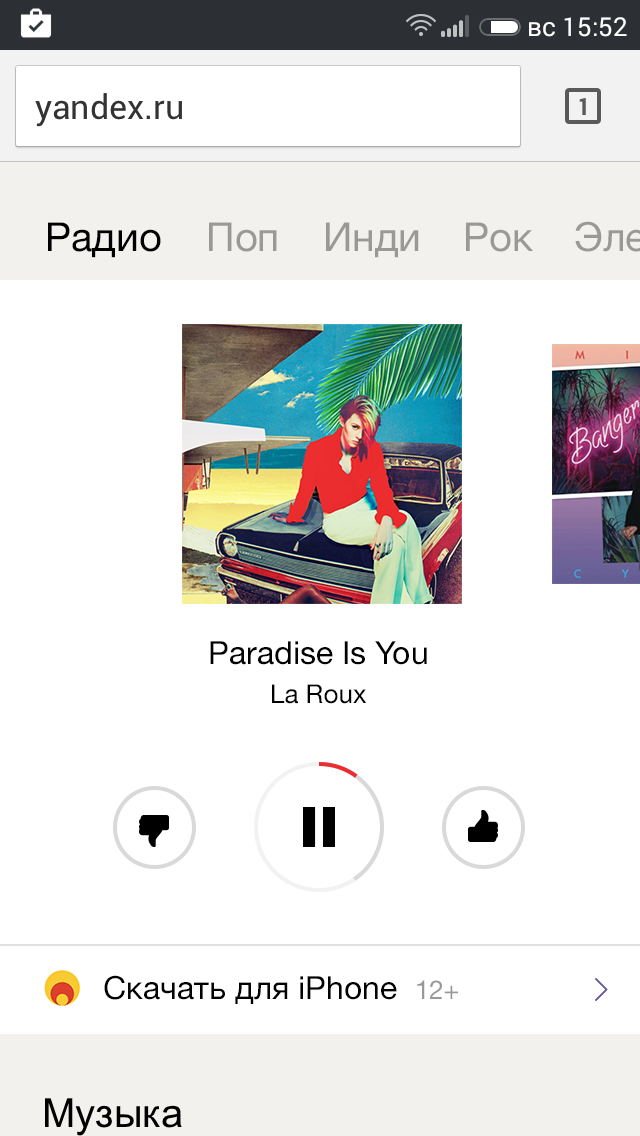 вс 15:52
yandex.ru
1
Радио Поп Инди Рок Эле
M I
Banger
C Y
Paradise Is You
La Roux
Скачать для iPhone 12+
Музыка